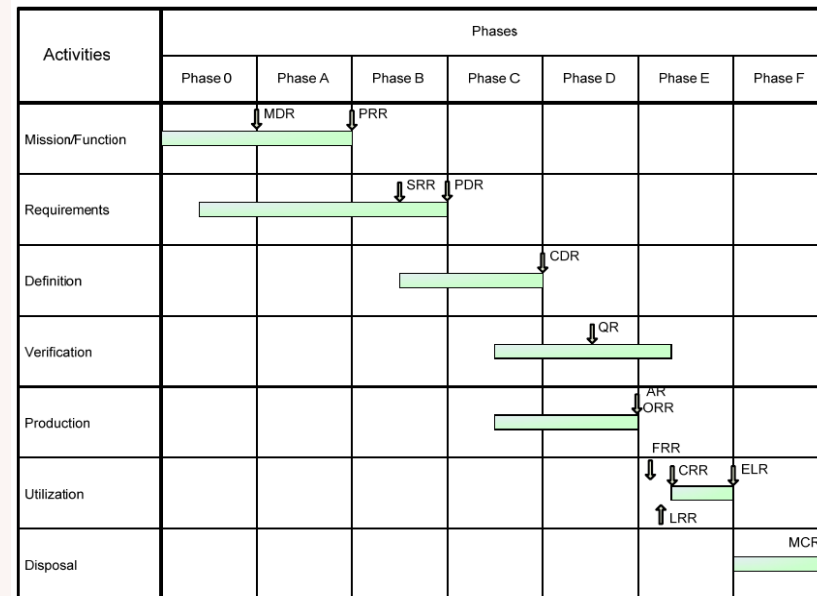 Activities
Phases
Phase 0 Phase A Phase B Phase C Phase D Phase E Phase F
Mission/Function
MDR PRR
Requirements
SRR PDR
Definition
CDR
Verification
QR
Production
AR
ORR
Utilization
FRR
CRR ELR
LRR
Disposal
MCR